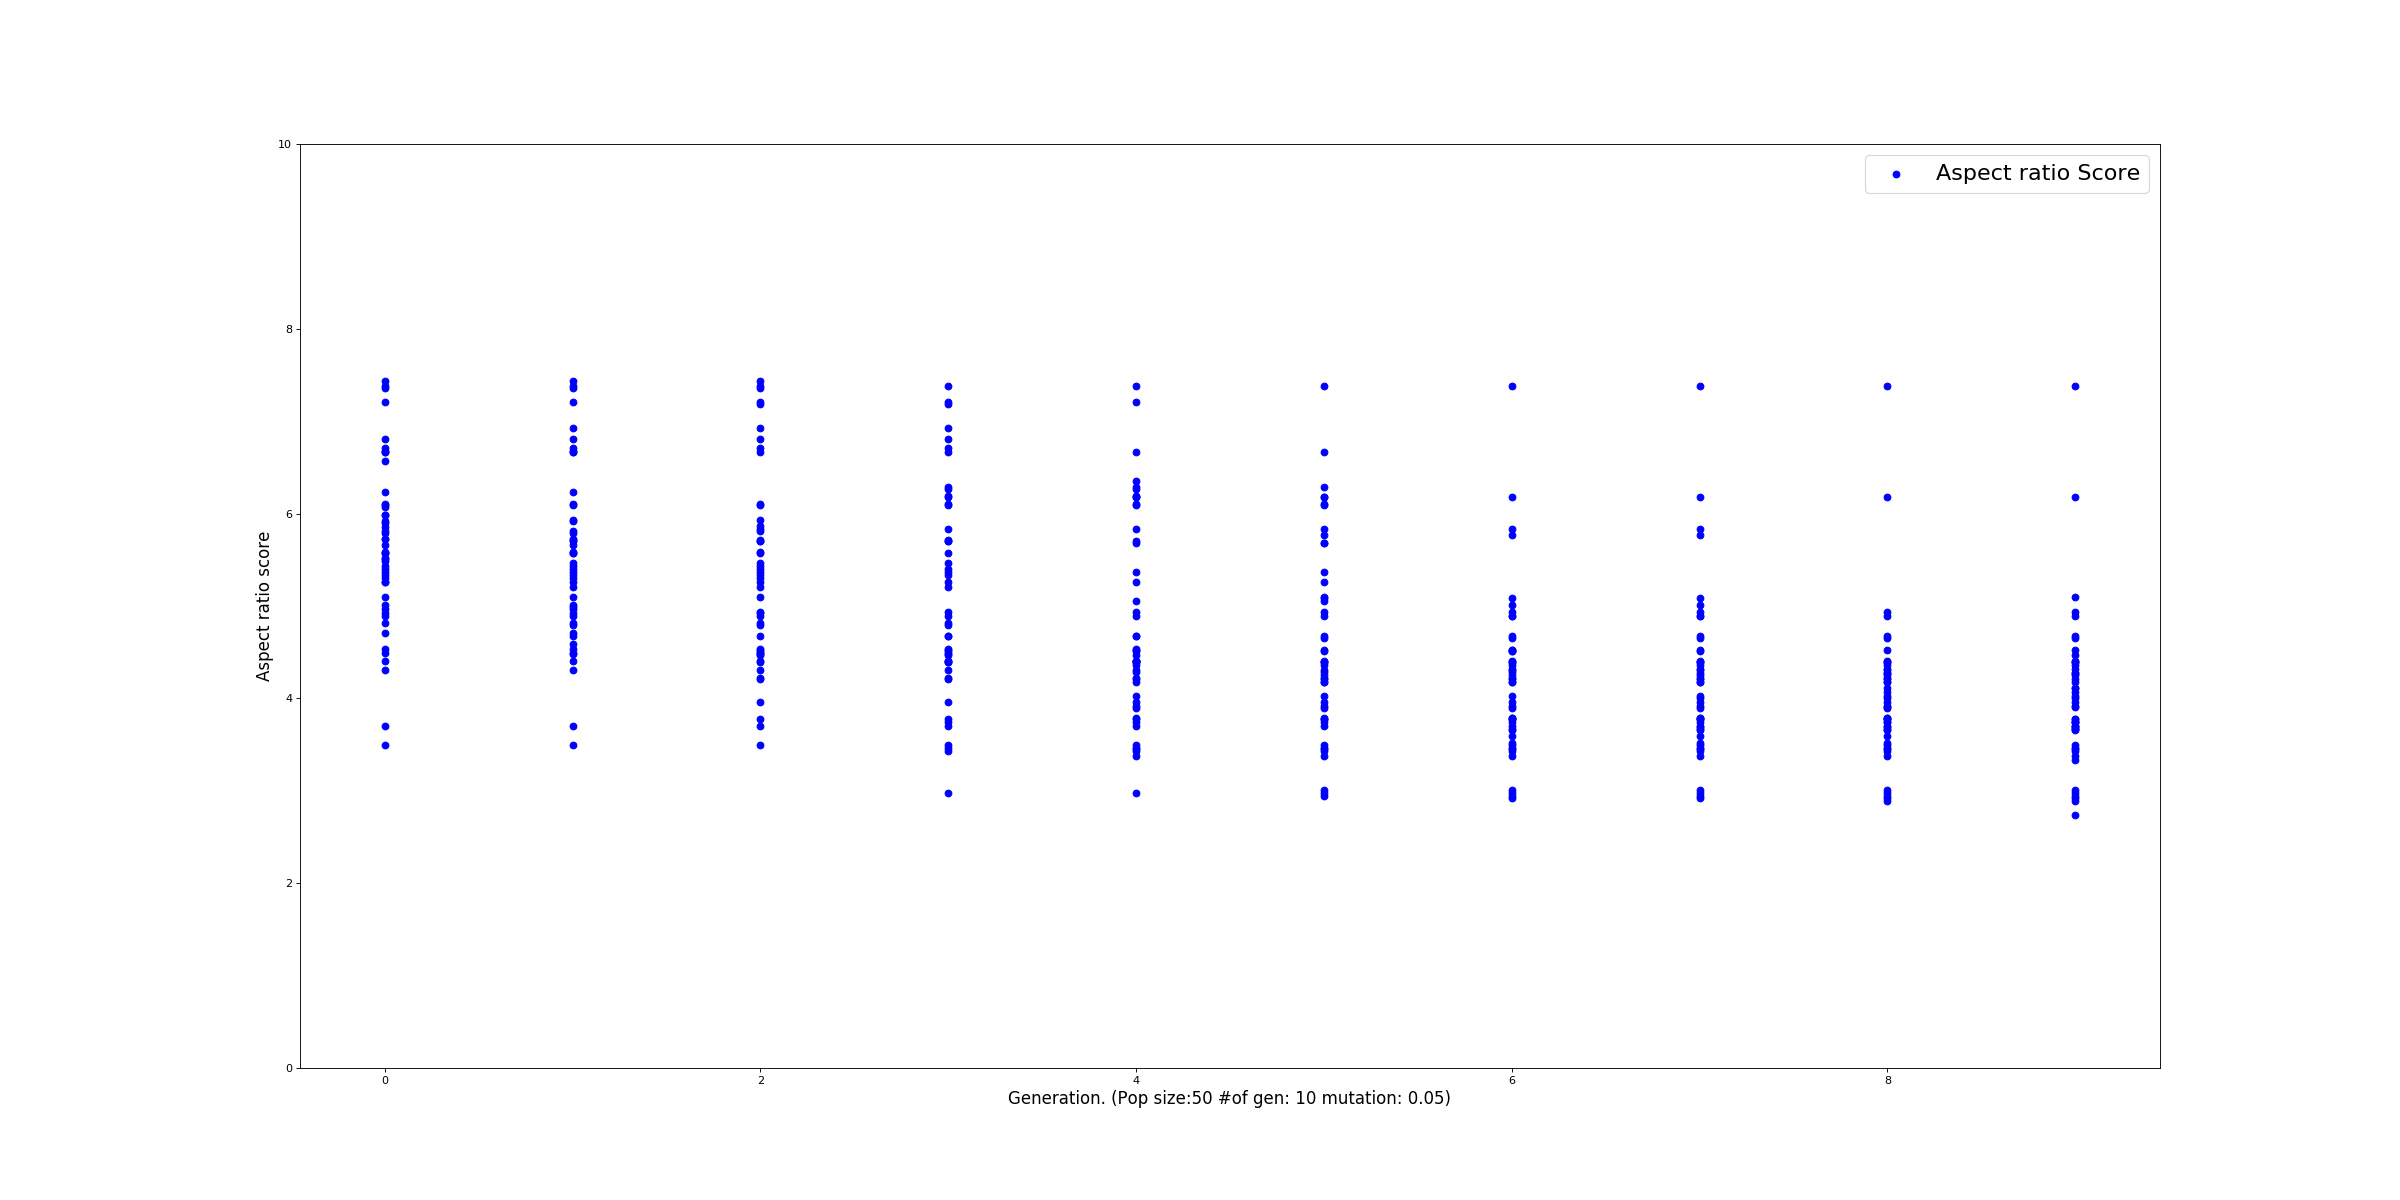 Aspect ratio Score
10
8
6
4
2
0
Aspect ratio score
0 2 4 6 8
Generation. (Pop size:50 #of gen: 10 mutation: 0.05)